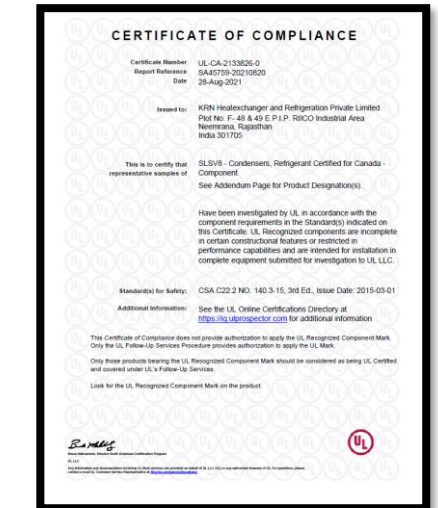 CERTIFICATE OF COMPLIANCE
Certificate Number UL-CA-2133826-0
Report Reference SA45759-20210820
Date 28-Aug-2021
Issued to: KRN Heatexchanger and Refrigeration Private Limited
Plot No. F- 48 & 49 E.P.I.P. RIICO Industrial Area
Neemrana, Rajasthan
India 301705
This is to certify that SLSV8 - Condensers, Refrigerant Certified for Canada -
representative samples of Component
See Addendum Page for Product Designation(s).
Have been investigated by UL in accordance with the
component requirements in the Standard(s) indicated on
this Certificate. UL Recognized components are incomplete
in certain constructional features or restricted in
performance capabilities and are intended for installation in
complete equipment submitted for investigation to UL LLC.
Standard(s) for Safety: CSA C22.2 NO. 140.3-15, 3rd Ed., Issue Date: 2015-03-01
Additional Information: See the UL Online Certifications Directory at
https://iq.ulprospector.com for additional information
This Certificate of Compliance does not provide authorization to apply the UL Recognized Component Mark.
Only the UL Follow-Up Services Procedure provides authorization to apply the UL Mark.
Only those products bearing the UL Recognized Component Mark should be considered as being UL Certified
and covered under UL's Follow-Up Services.
Look for the UL Recognized Component Mark on the product.
UL
UL LLC